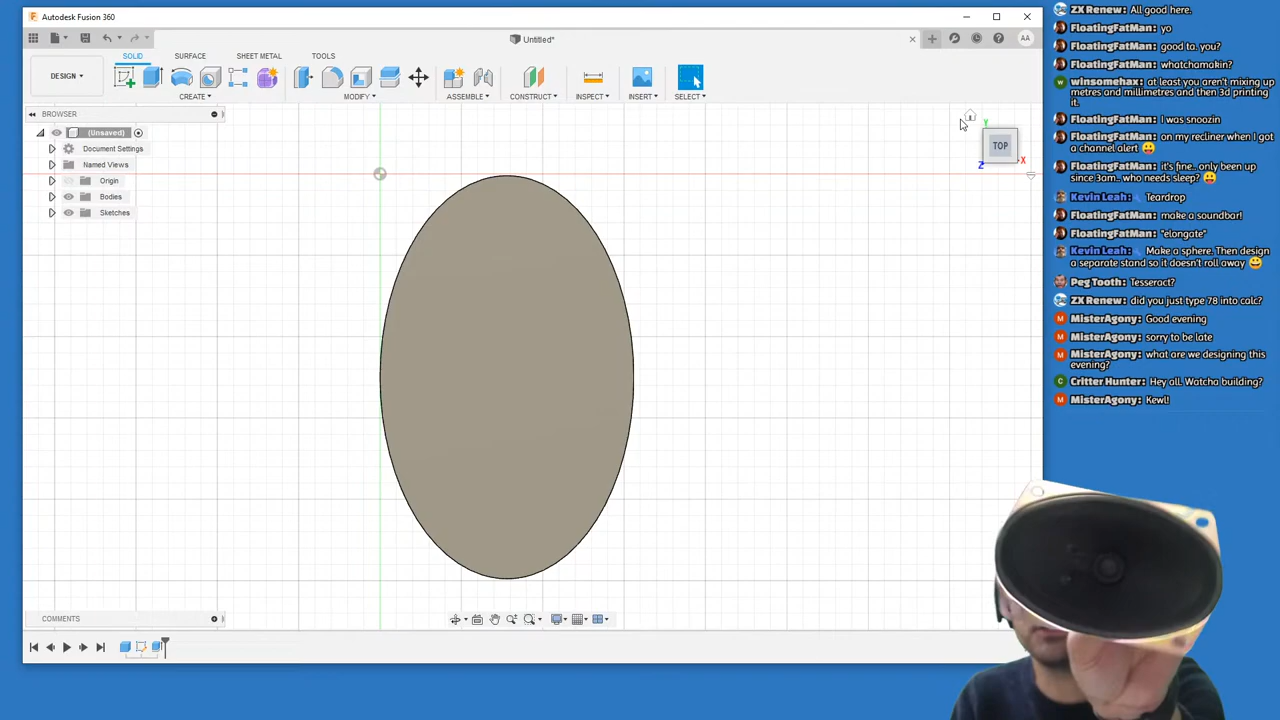 Autodesk Fusion 360
Untitled*
AA
SOLID SURFACE SHEET METAL TOOLS
DESIGN
CREATE MODIFY ASSEMBLE CONSTRUCT INSPECT INSERT SELECT
BROWSER
(Unsaved)
Document Settings
Named Views
Origin
Bodies
Sketches
Y
TOP
X
Z
COMMENTS
ZX Renew: All good here.
FloatingFatMan: yo
FloatingFatMan: good ta. you?
FloatingFatMan: whatchamakin?
winsomehax: at least you aren't mixing up
metres and millimetres and then 3d printing
it.
FloatingFatMan: I was snoozin
FloatingFatMan: on my recliner when I got
a channel alert 😛
FloatingFatMan: it's fine.. only been up
since 3am.. who needs sleep? 😛
Kevin Leah: Teardrop
FloatingFatMan: make a soundbar!
FloatingFatMan: "elongate"
Kevin Leah: Make a sphere. Then design
a separate stand so it doesn't roll away 😀
Peg Tooth: Tesseract?
ZX Renew: did you just type 78 into calc?
M MisterAgony: Good evening
M MisterAgony: sorry to be late
M MisterAgony: what are we designing this
evening?
C Critter Hunter: Hey all. Watcha building?
M MisterAgony: Kewl!